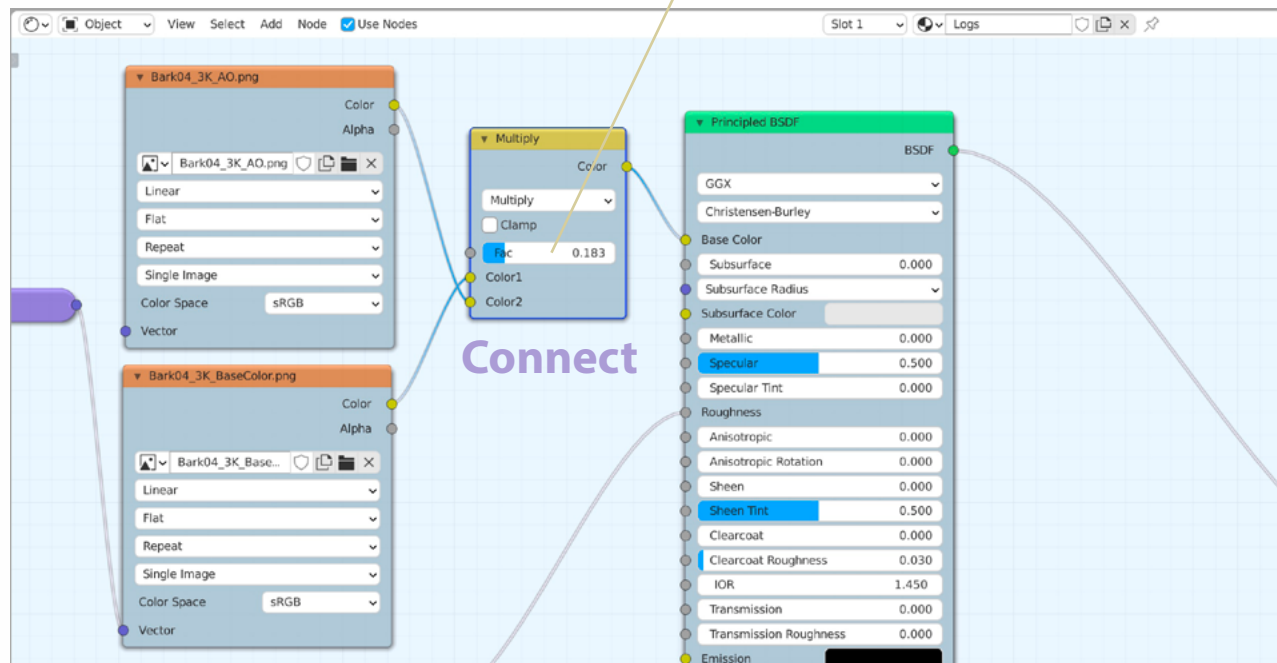 Object View Select Add Node Use Nodes Slot 1 Logs
Bark04_3K_AO.png
Color
Alpha
Bark04_3K_AO.png
Linear
Flat
Repeat
Single Image
Color Space sRGB
Vector
Bark04_3K_BaseColor.png
Color
Alpha
Bark04_3K_Base...
Linear
Flat
Repeat
Single Image
Color Space sRGB
Vector
Multiply
Color
Multiply
Clamp
Fac 0.183
Color1
Color2
Connect
Principled BSDF
BSDF
GGX
Christensen-Burley
Base Color
Subsurface 0.000
Subsurface Radius
Subsurface Color
Metallic 0.000
Specular 0.500
Specular Tint 0.000
Roughness
Anisotropic 0.000
Anisotropic Rotation 0.000
Sheen 0.000
Sheen Tint 0.500
Clearcoat 0.000
Clearcoat Roughness 0.030
IOR 1.450
Transmission 0.000
Transmission Roughness 0.000
Emission